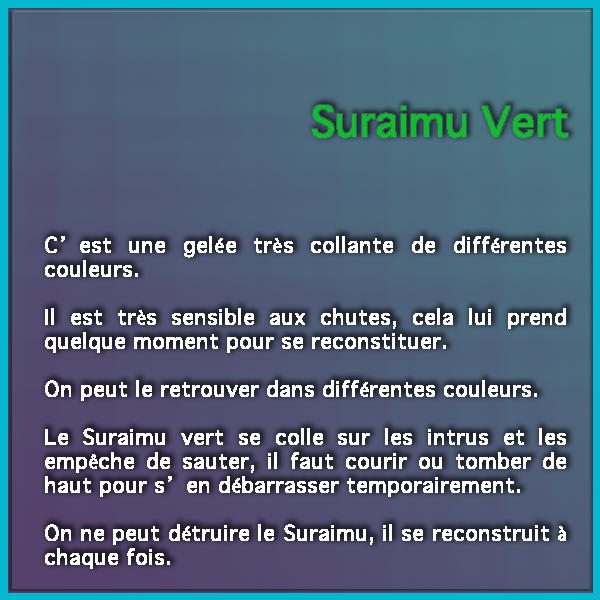 Suraimu Vert
C' est une gelée très collante de différentes
couleurs.
Il est très sensible aux chutes, cela lui prend
quelque moment pour se reconstituer.
On peut le retrouver dans différentes couleurs.
Le Suraimu vert se colle sur les intrus et les
empêche de sauter, il faut courir ou tomber de
haut pour s' en débarrasser temporairement.
On ne peut détruire le Suraimu, il se reconstruit à
chaque fois.